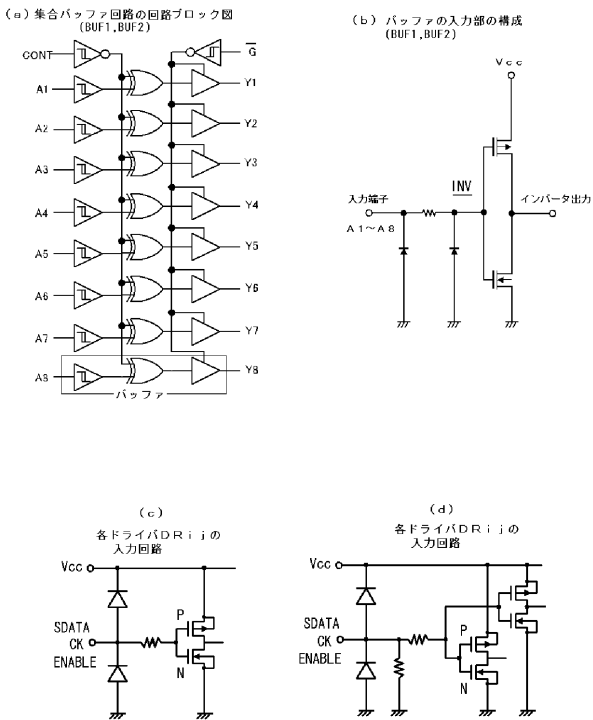 (a) 集合バッファ回路の回路ブロック図
(BUF1,BUF2)
CONT
G
A1
Y1
A2
Y2
A3
Y3
A4
Y4
A5
Y5
A6
Y6
A7
Y7
A8
Y8
バッファ
(b) バッファの入力部の構成
(BUF1,BUF2)
Vcc
INV
入力端子
インバータ出力
A1〜A8
(c)
各ドライバDRijの
入力回路
Vcc
SDATA
CK
ENABLE
P
N
(d)
各ドライバDRijの
入力回路
Vcc
SDATA
CK
ENABLE
P
N